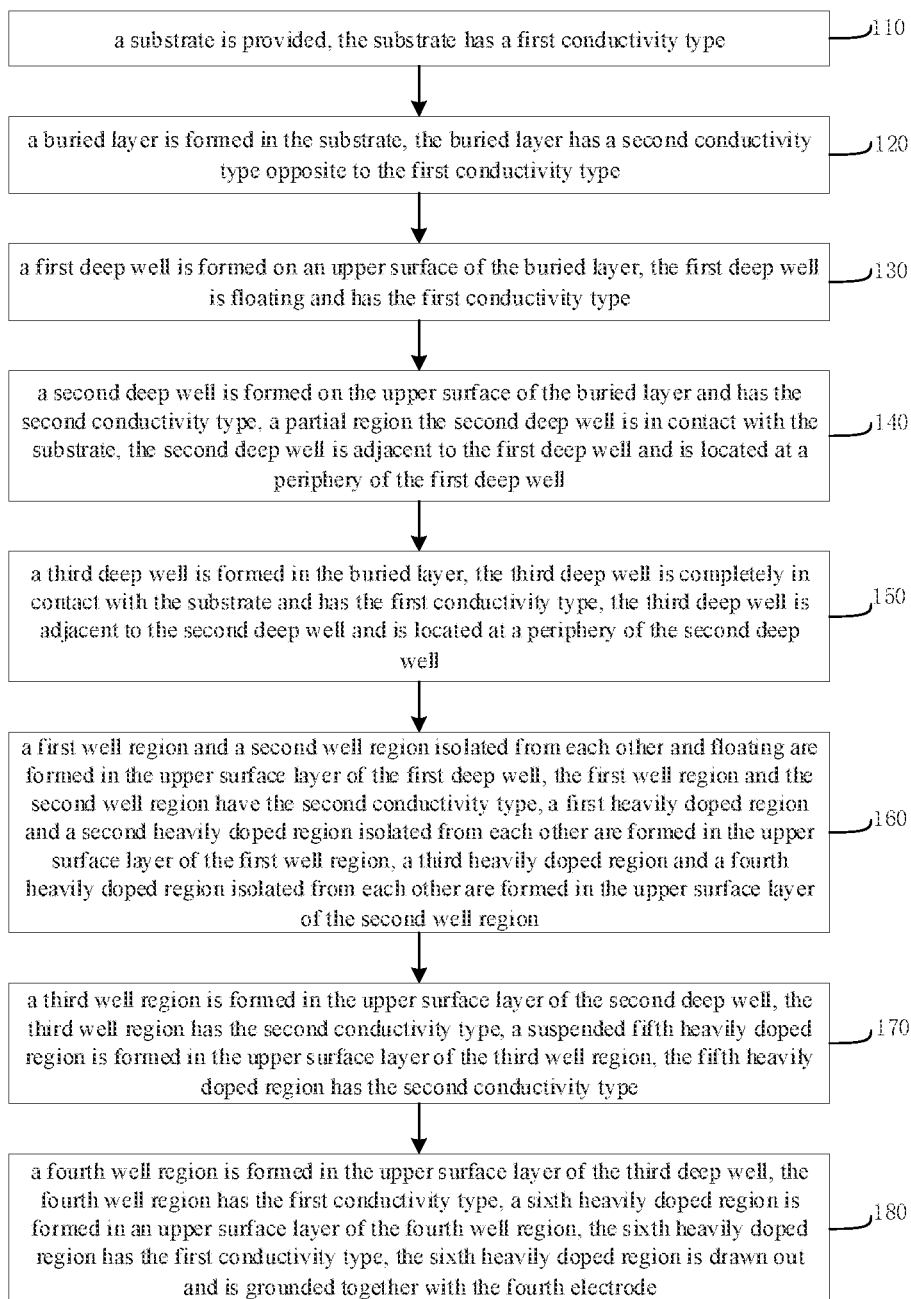 a substrate is provided, the substrate has a first conductivity type
110
a buried layer is formed in the substrate, the buried layer has a second conductivity
type opposite to the first conductivity type
120
a first deep well is formed on an upper surface of the buried layer, the first deep well
is floating and has the first conductivity type
130
a second deep well is formed on the upper surface of the buried layer and has the
second conductivity type, a partial region the second deep well is in contact with the
substrate, the second deep well is adjacent to the first deep well and is located at a
periphery of the first deep well
140
a third deep well is formed in the buried layer, the third deep well is completely in
contact with the substrate and has the first conductivity type, the third deep well is
adjacent to the second deep well and is located at a periphery of the second deep
well
150
a first well region and a second well region isolated from each other and floating are
formed in the upper surface layer of the first deep well, the first well region and the
second well region have the second conductivity type, a first heavily doped region
and a second heavily doped region isolated from each other are formed in the upper
surface layer of the first well region, a third heavily doped region and a fourth
heavily doped region isolated from each other are formed in the upper surface layer
of the second well region
160
a third well region is formed in the upper surface layer of the second deep well, the
third well region has the second conductivity type, a suspended fifth heavily doped
region is formed in the upper surface layer of the third well region, the fifth heavily
doped region has the second conductivity type
170
a fourth well region is formed in the upper surface layer of the third deep well, the
fourth well region has the first conductivity type, a sixth heavily doped region is
formed in an upper surface layer of the fourth well region, the sixth heavily doped
region has the first conductivity type, the sixth heavily doped region is drawn out
and is grounded together with the fourth electrode
180